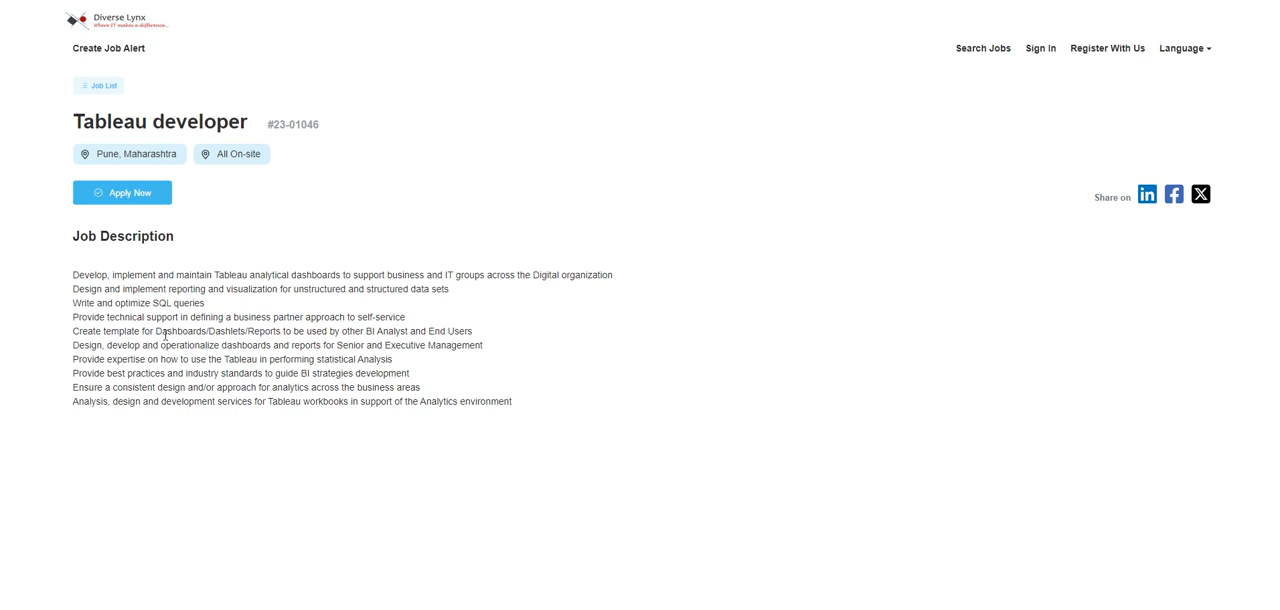 Diverse Lynx
Where IT makes a difference...
Create Job Alert
Search Jobs Sign In Register With Us Language
Job List
Tableau developer #23-01046
Pune, Maharashtra All On-site
Apply Now
Share on
Job Description
Develop, implement and maintain Tableau analytical dashboards to support business and IT groups across the Digital organization
Design and implement reporting and visualization for unstructured and structured data sets
Write and optimize SQL queries
Provide technical support in defining a business partner approach to self-service
Create template for Dashboards/Dashlets/Reports to be used by other BI Analyst and End Users
Design, develop and operationalize dashboards and reports for Senior and Executive Management
Provide expertise on how to use the Tableau in performing statistical Analysis
Provide best practices and industry standards to guide BI strategies development
Ensure a consistent design and/or approach for analytics across the business areas
Analysis, design and development services for Tableau workbooks in support of the Analytics environment